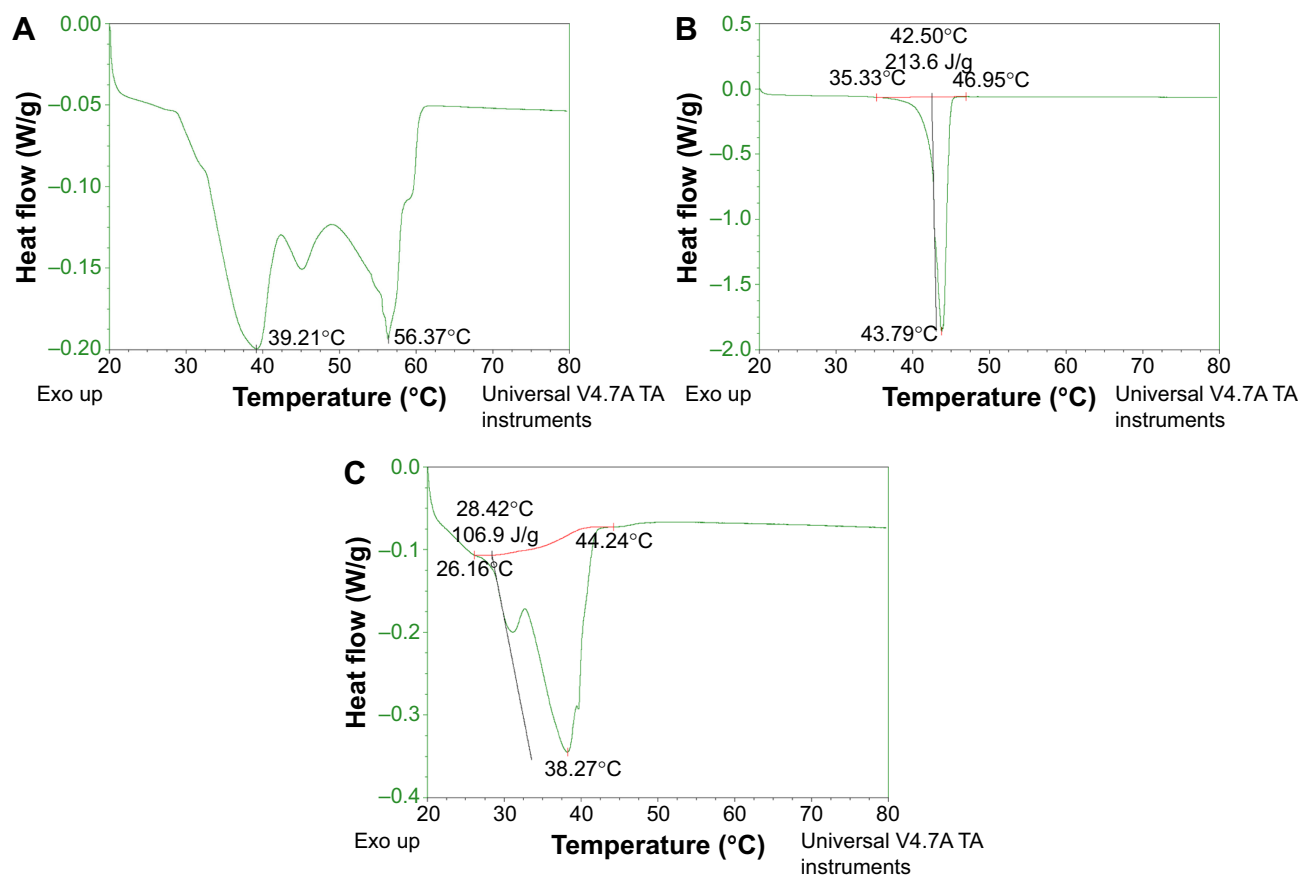 A
Heat flow (W/g)
0.00
–0.05
–0.10
–0.15
–0.20
39.21°C
56.37°C
20 30 40 50 60 70 80
Exo up
Temperature (°C)
Universal V4.7A TA
instruments
B
Heat flow (W/g)
0.5
0.0
–0.5
–1.0
–1.5
–2.0
42.50°C
213.6 J/g
35.33°C
46.95°C
43.79°C
20 30 40 50 60 70 80
Exo up
Temperature (°C)
Universal V4.7A TA
instruments
C
Heat flow (W/g)
0.0
–0.1
–0.2
–0.3
–0.4
28.42°C
106.9 J/g
44.24°C
26.16°C
38.27°C
20 30 40 50 60 70 80
Exo up
Temperature (°C)
Universal V4.7A TA
instruments